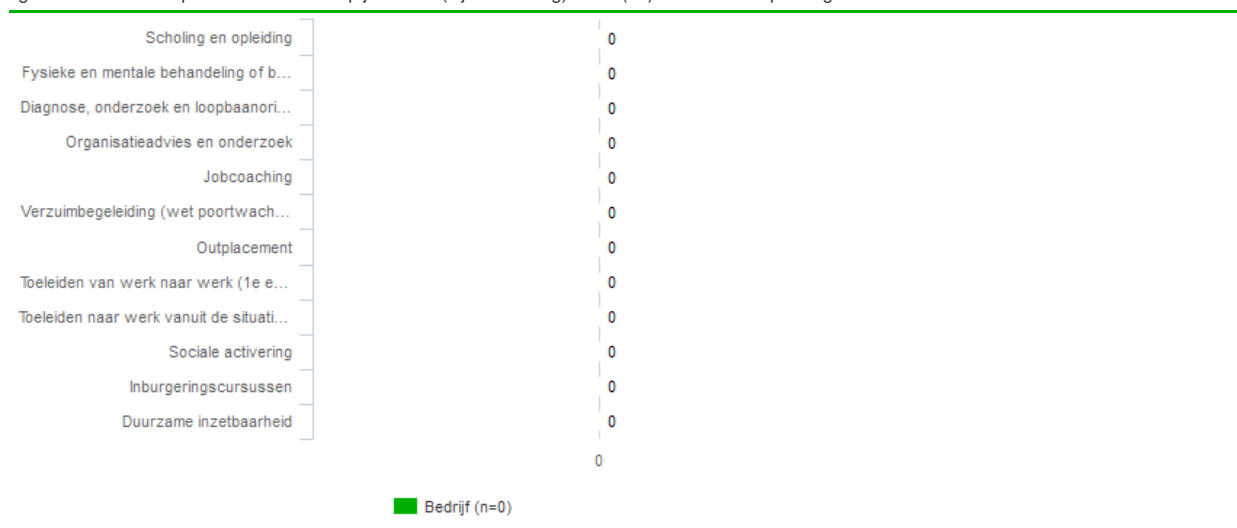 Scholing en opleiding 0
Fysieke en mentale behandeling of b... 0
Diagnose, onderzoek en loopbaanori... 0
Organisatieadvies en onderzoek 0
Jobcoaching 0
Verzuimbegeleiding (wet poortwach... 0
Outplacement 0
Toeleiden van werk naar werk (1e e... 0
Toeleiden naar werk vanuit de situati... 0
Sociale activering 0
Inburgeringscursussen 0
Duurzame inzetbaarheid 0
0
Bedrijf (n=0)